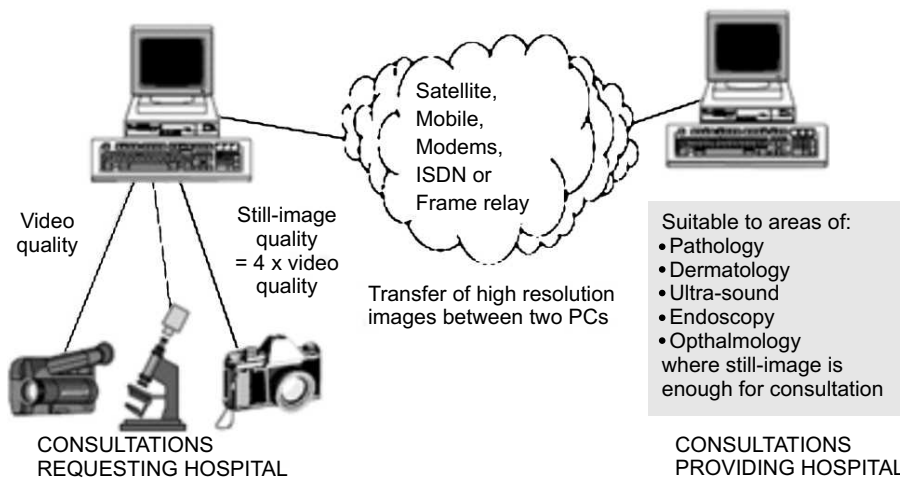 Satellite,
Mobile,
Modems,
ISDN or
Frame relay
Video
quality
Still-image
quality
= 4 x video
quality
Transfer of high resolution
images between two PCs
Suitable to areas of:
• Pathology
• Dermatology
• Ultra-sound
• Endoscopy
• Opthalmology
where still-image is
enough for consultation
CONSULTATIONS
REQUESTING HOSPITAL
CONSULTATIONS
PROVIDING HOSPITAL